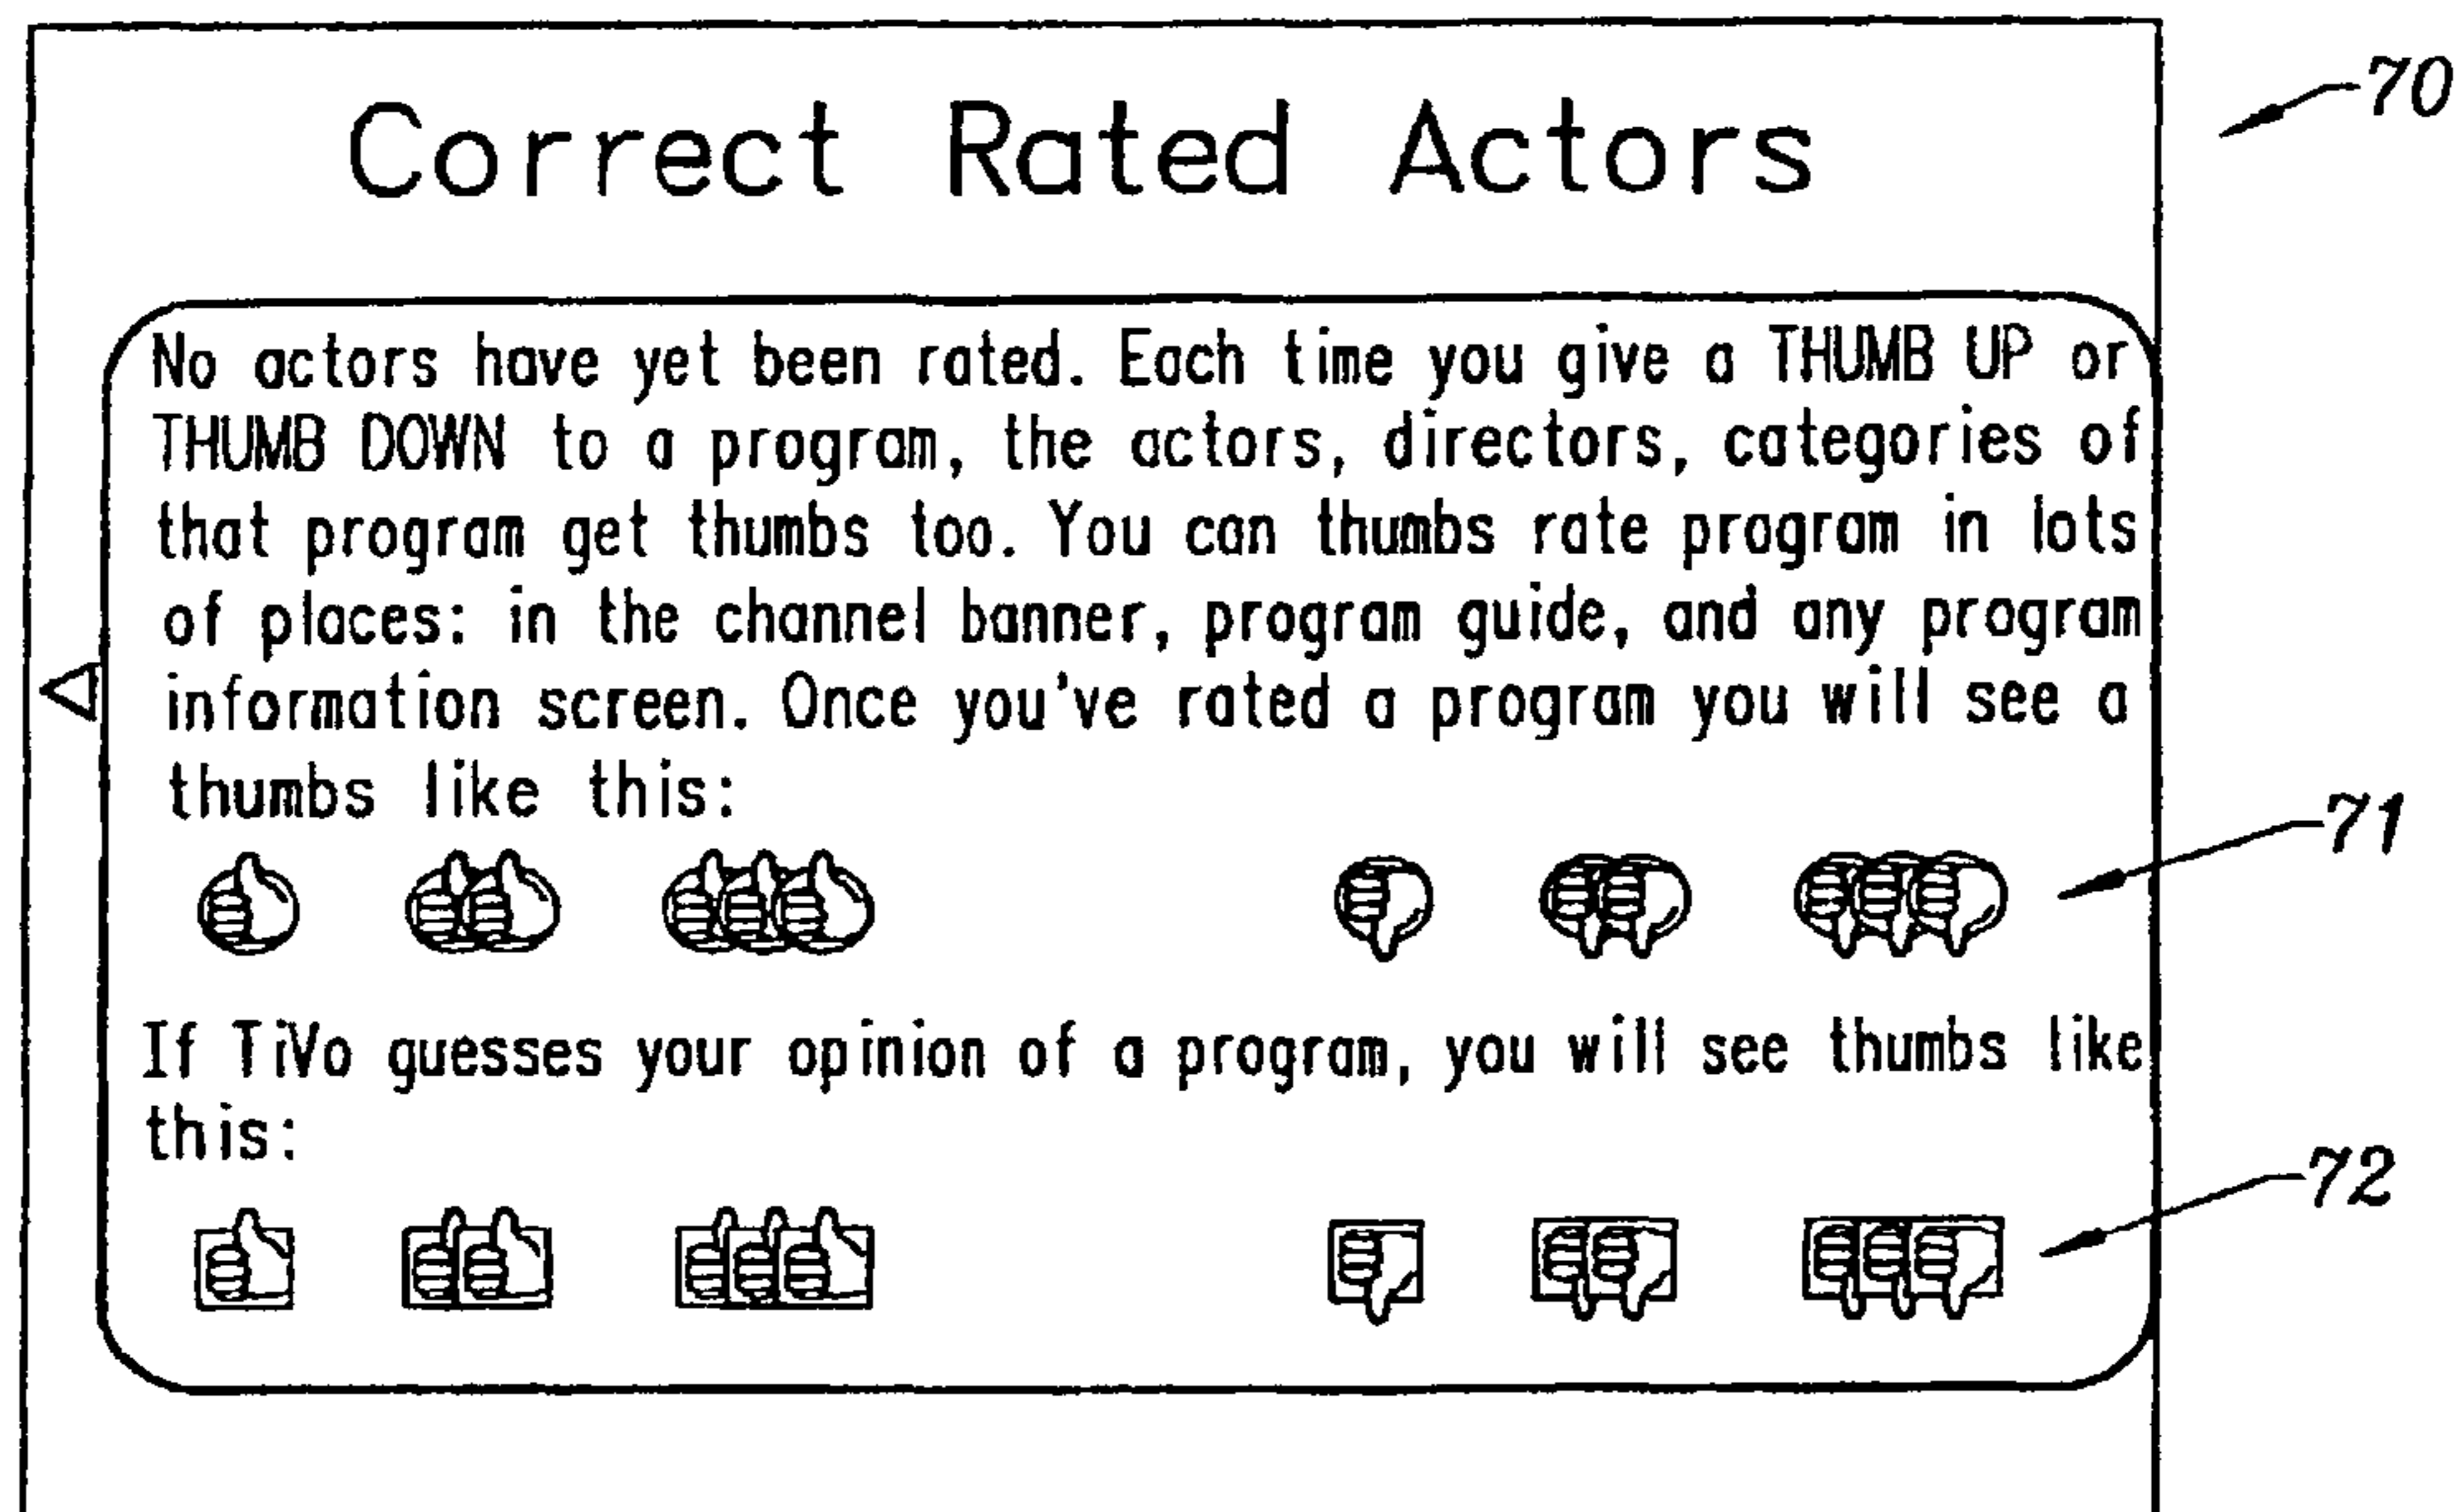 70
Correct Rated Actors
No actors have yet been rated. Each time you give a THUMB UP or
THUMB DOWN to a program, the actors, directors, categories of
that program get thumbs too. You can thumbs rate program in lots
of places: in the channel banner, program guide, and any program
information screen. Once you've rated a program you will see a
thumbs like this:
71
If TiVo guesses your opinion of a program, you will see thumbs like
this:
72